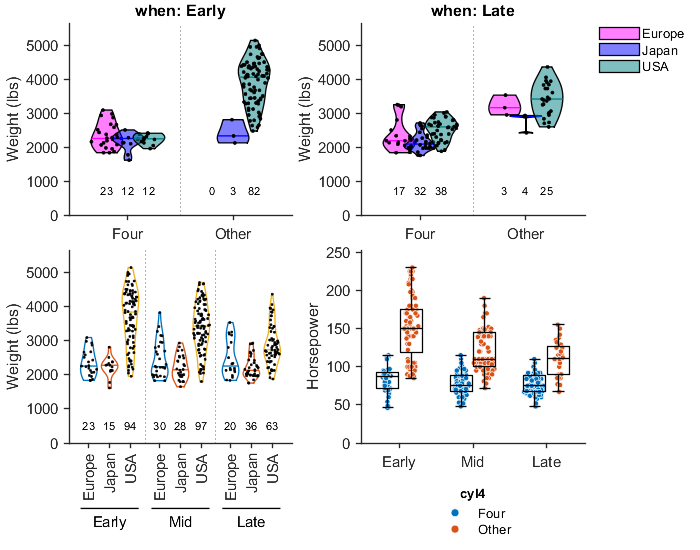 when: Early
when: Late
Europe
Japan
USA
Weight (lbs)
5000
4000
3000
2000
1000
0
23 12 12 0 3 82
Four Other
Weight (lbs)
5000
4000
3000
2000
1000
0
17 32 38 3 4 25
Four Other
Weight (lbs)
5000
4000
3000
2000
1000
0
23 15 94 30 28 97 20 36 63
Europe Japan USA Europe Japan USA Europe Japan USA
Early Mid Late
Horsepower
250
200
150
100
50
0
Early Mid Late
cyl4
Four
Other